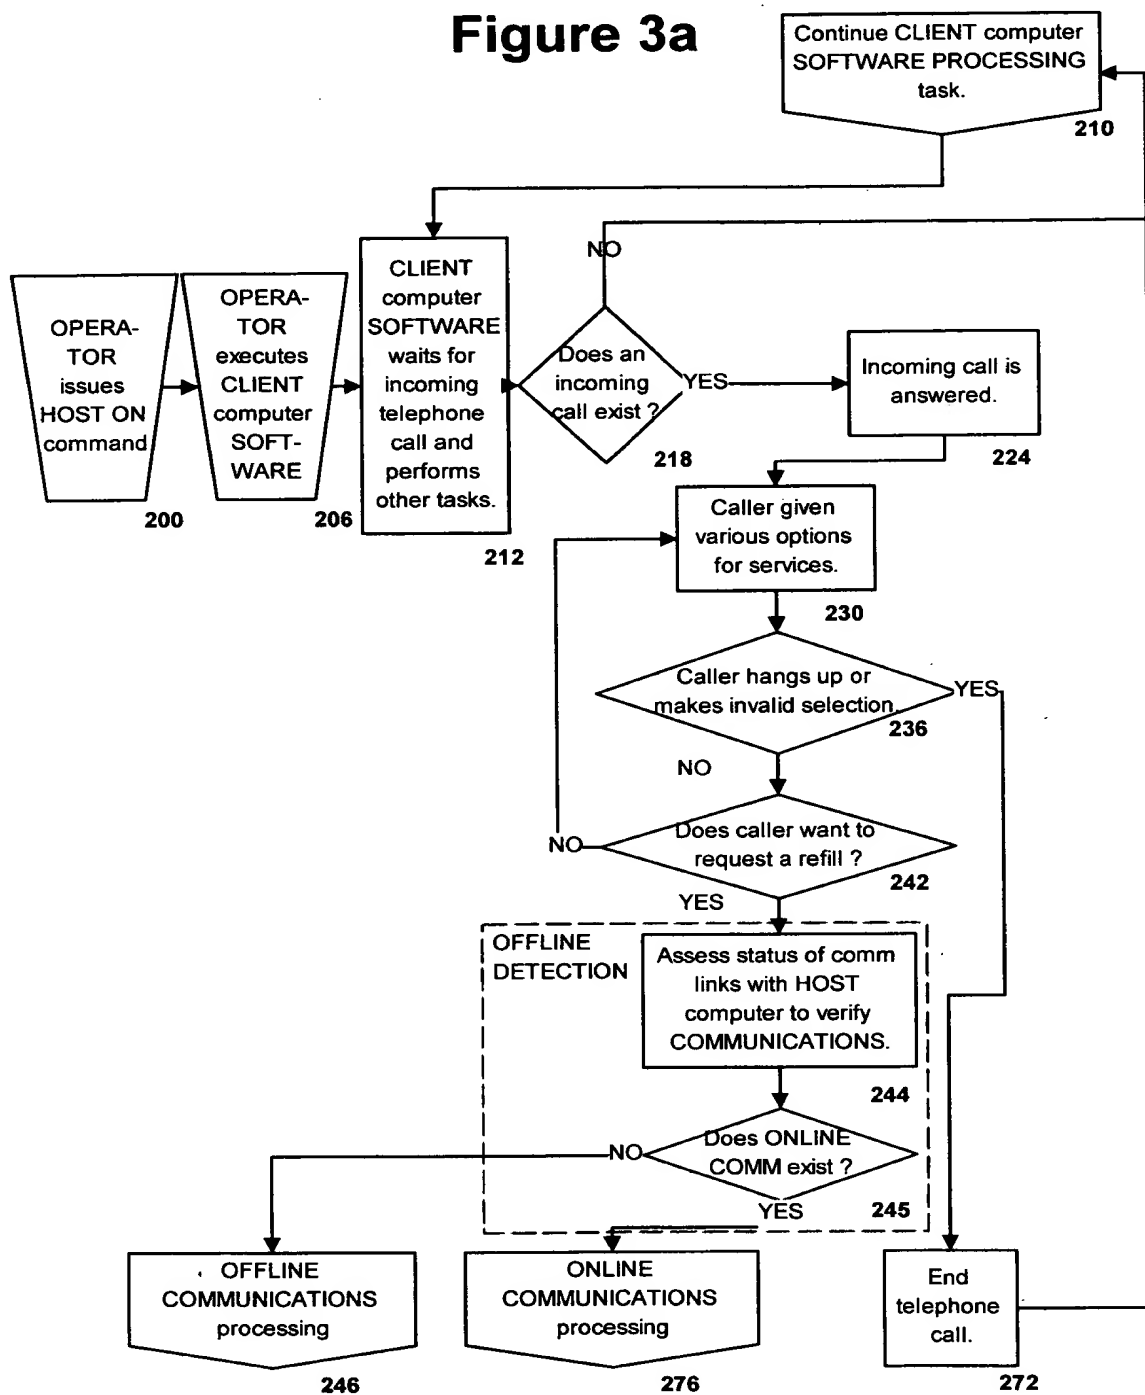 Figure 3a
Continue CLIENT computer
SOFTWARE PROCESSING
task.
210
OPERA-
TOR
issues
HOST ON
command
200
OPERA-
TOR
executes
CLIENT
computer
SOFT-
WARE
206
CLIENT
computer
SOFTWARE
waits for
incoming
telephone
call and
performs
other tasks.
212
NO
Does an
incoming
call exist ?
YES
218
Incoming call is
answered.
224
Caller given
various options
for services.
230
Caller hangs up or
makes invalid selection.
YES
236
NO
Does caller want to
request a refill ?
NO
242
YES
OFFLINE
DETECTION
Assess status of comm
links with HOST
computer to verify
COMMUNICATIONS.
244
Does ONLINE
COMM exist ?
NO
245
YES
OFFLINE
COMMUNICATIONS
processing
246
ONLINE
COMMUNICATIONS
processing
276
End
telephone
call.
272